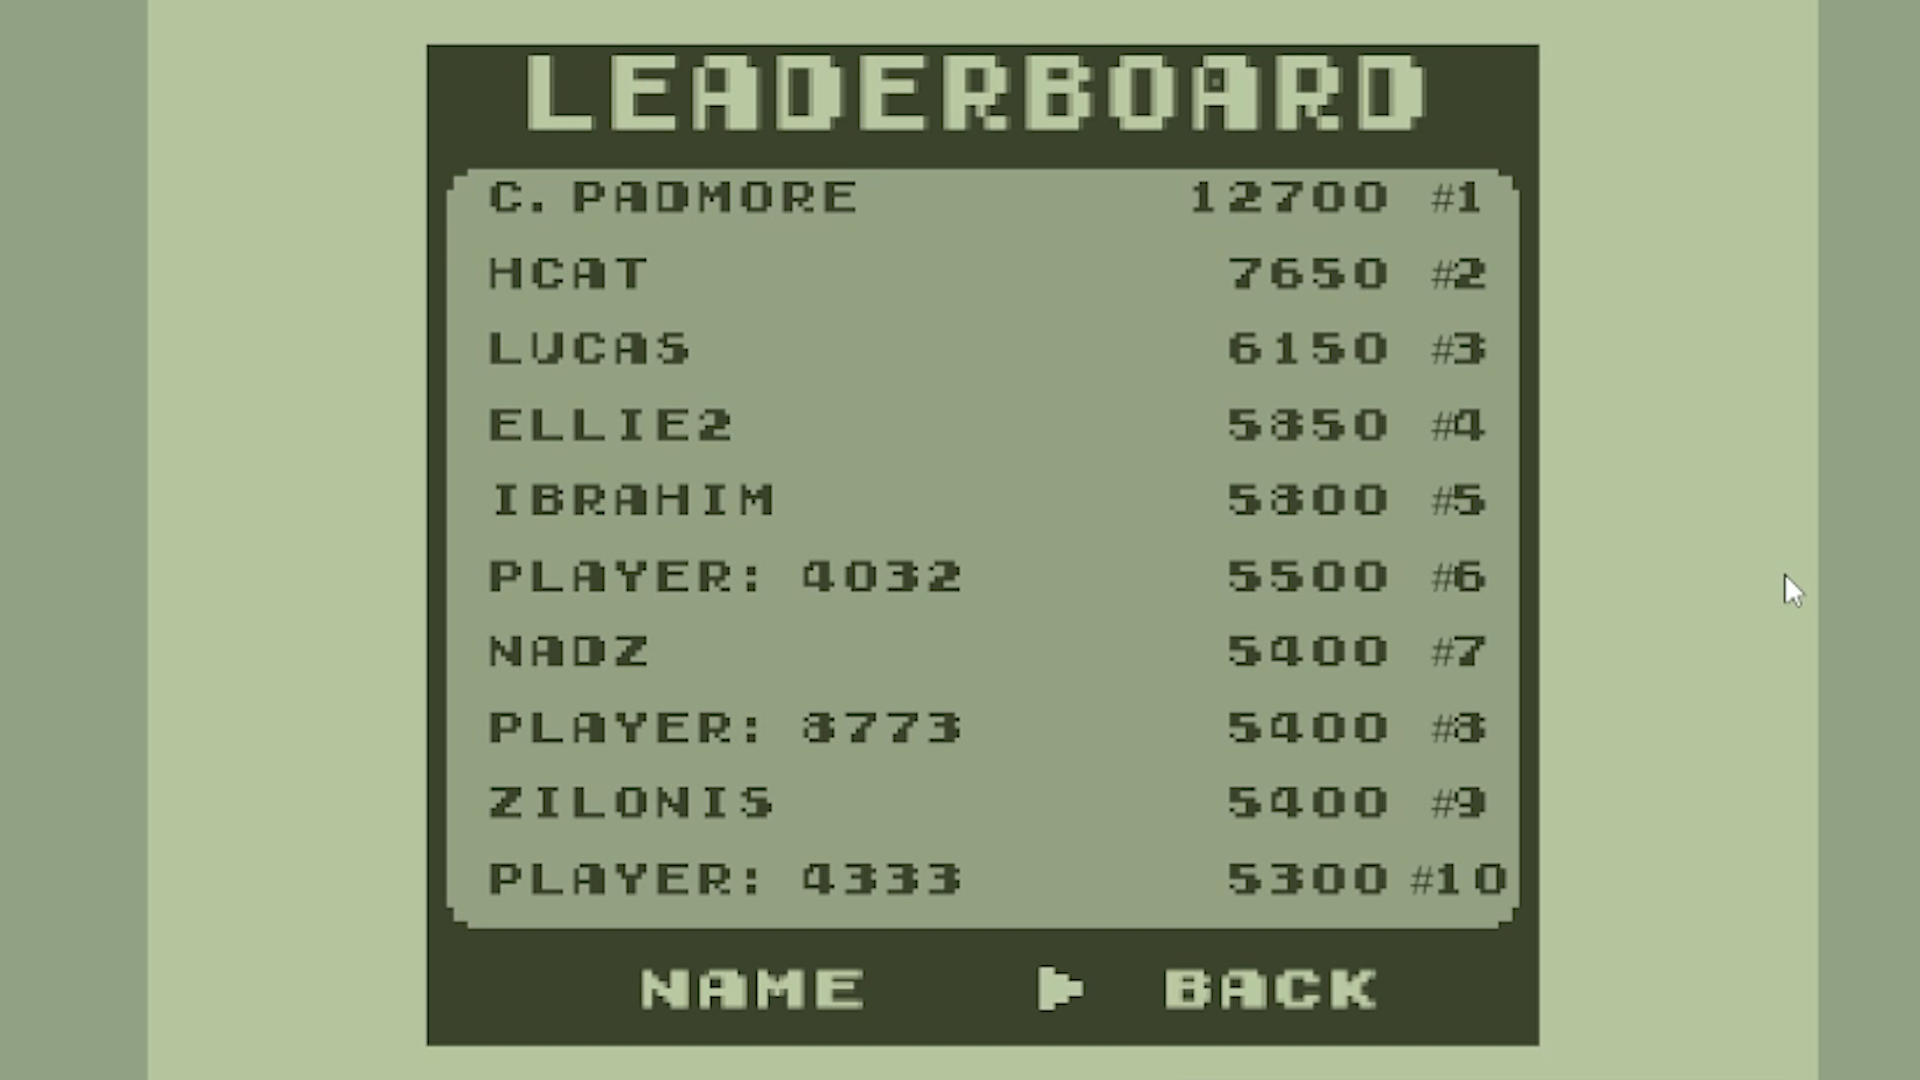 LEADERBOARD
C. PADMORE 12700 #1
HCAT 7650 #2
LUCAS 6150 #3
ELLIE2 5850 #4
IBRAHIM 5800 #5
PLAYER: 4032 5500 #6
NADZ 5400 #7
PLAYER: 8773 5400 #8
ZILONIS 5400 #9
PLAYER: 4333 5300 #10
NAME BACK